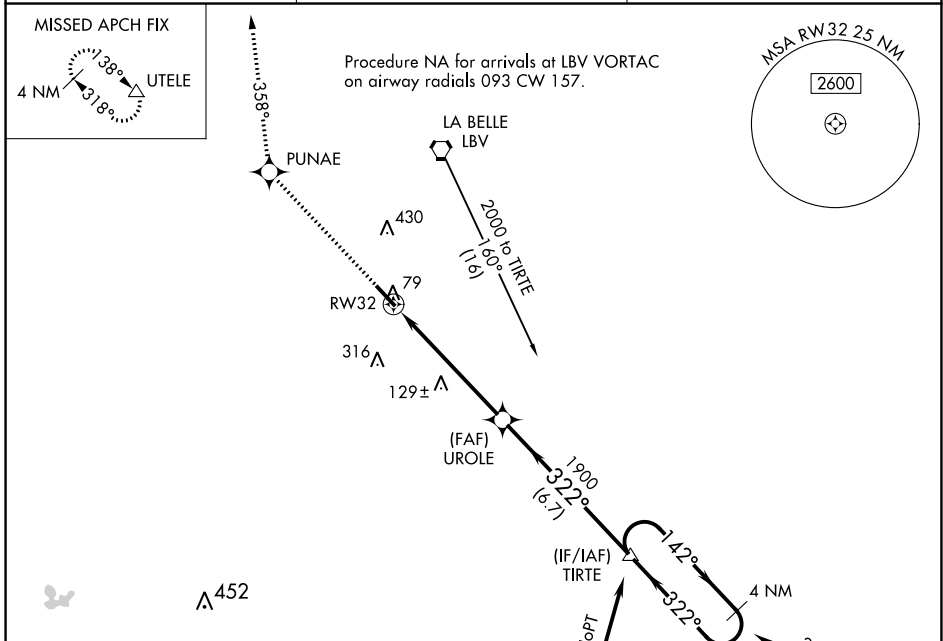 MISSED APCH FIX
138°
UTELE
4 NM
318°
358°
Procedure NA for arrivals at LBV VORTAC
on airway radials 093 CW 157.
MSA RW32 25 NM
2600
LA BELLE
LBV
PUNAE
430
2000 to TIRTE
160°
(16)
79
RW32
316
129±
(FAF)
UROLE
1900
322°
(6.7)
(IF/IAF)
TIRTE
142°
4 NM
322°
452